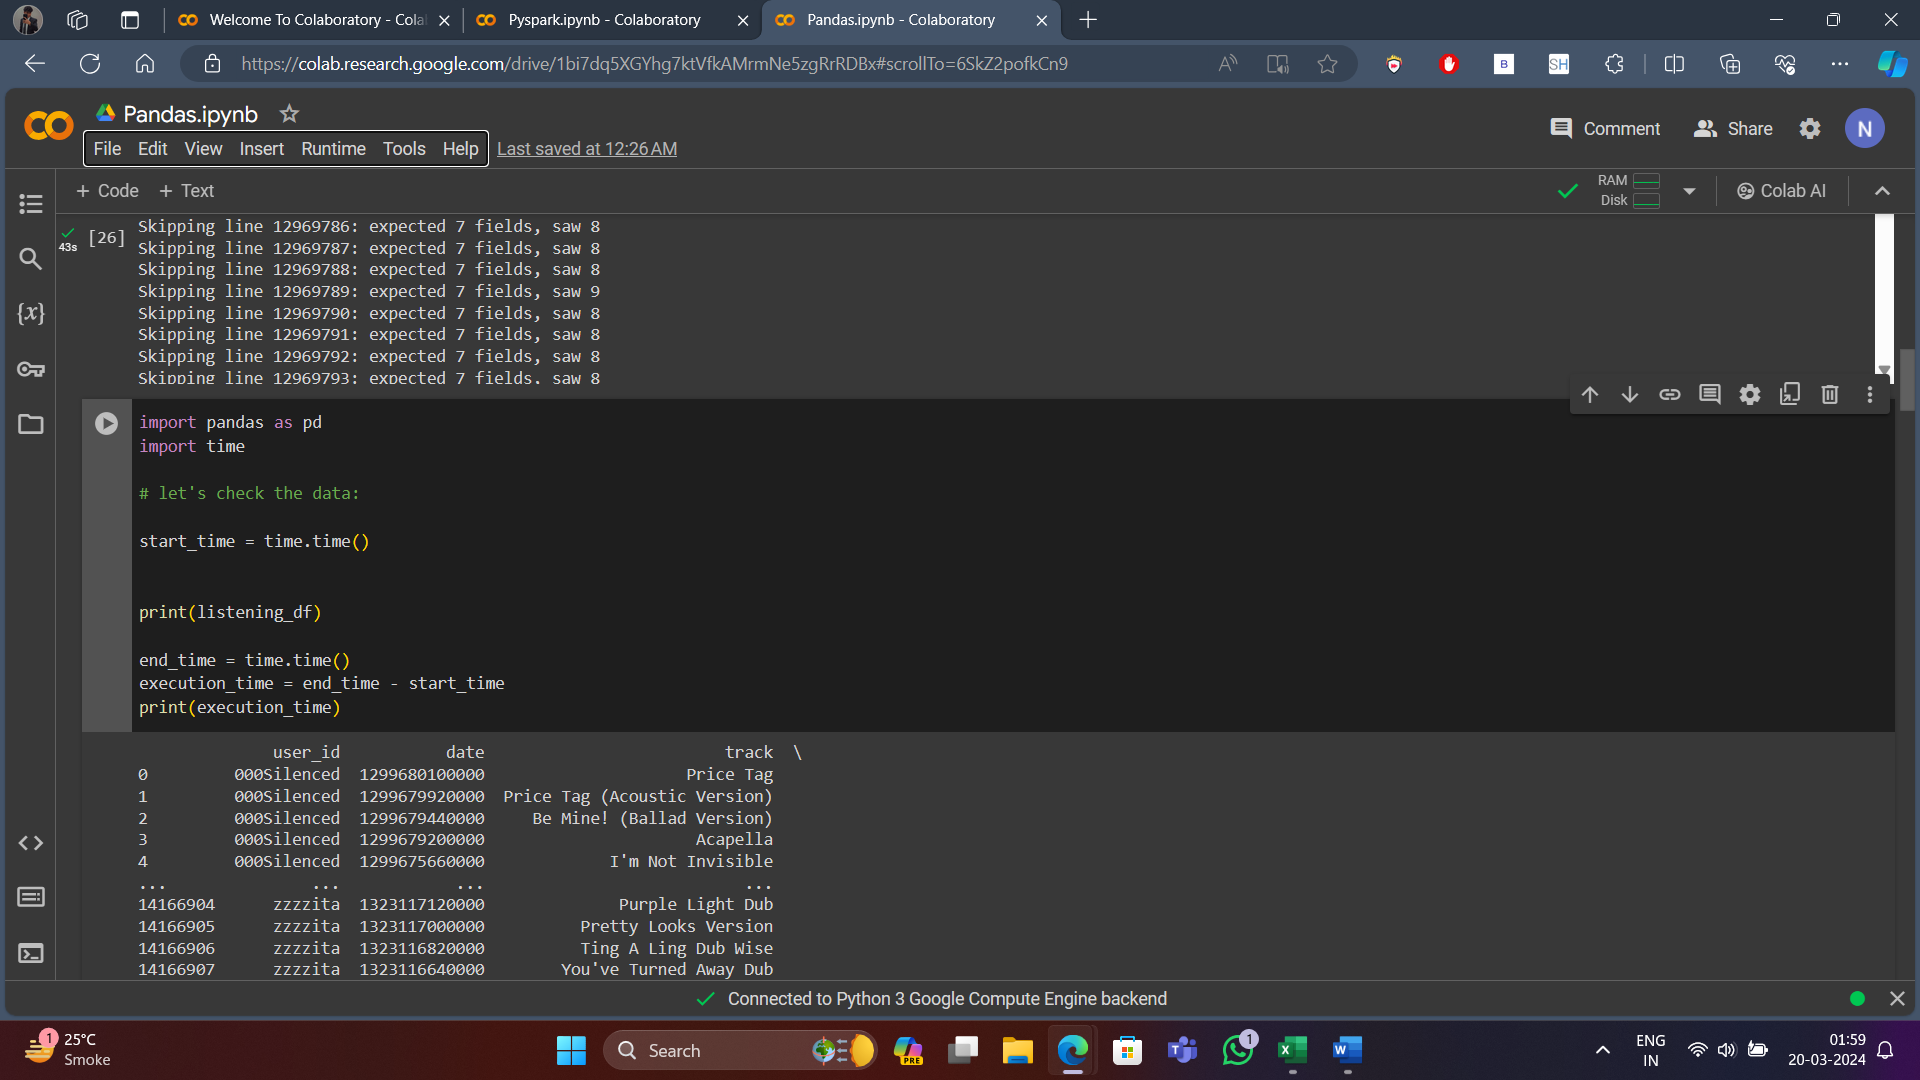 Welcome To Colaboratory - Cola
Pyspark.ipynb - Colaboratory
Pandas.ipynb - Colaboratory
https://colab.research.google.com/drive/1bi7dq5XGYhg7ktVfkAMrmNe5zgRrRDBx#scrollTo=6SkZ2pofkCn9
Pandas.ipynb
Comment
Share
N
File Edit View Insert Runtime Tools Help Last saved at 12:26 AM
+ Code + Text
RAM
Disk
Colab AI
43s
[26]
Skipping line 12969786: expected 7 fields, saw 8
Skipping line 12969787: expected 7 fields, saw 8
Skipping line 12969788: expected 7 fields, saw 8
Skipping line 12969789: expected 7 fields, saw 9
Skipping line 12969790: expected 7 fields, saw 8
Skipping line 12969791: expected 7 fields, saw 8
Skipping line 12969792: expected 7 fields, saw 8
Skipping line 12969793: expected 7 fields, saw 8
import pandas as pd
import time
# let's check the data:
start_time = time.time()
print(listening_df)
end_time = time.time()
execution_time = end_time - start_time
print(execution_time)
user_id date track \
0 000Silenced 1299680100000 Price Tag
1 000Silenced 1299679920000 Price Tag (Acoustic Version)
2 000Silenced 1299679440000 Be Mine! (Ballad Version)
3 000Silenced 1299679200000 Acapella
4 000Silenced 1299675660000 I'm Not Invisible
... ... ... ...
14166904 zzzzita 1323117120000 Purple Light Dub
14166905 zzzzita 1323117000000 Pretty Looks Version
14166906 zzzzita 1323116820000 Ting A Ling Dub Wise
14166907 zzzzita 1323116640000 You've Turned Away Dub
Connected to Python 3 Google Compute Engine backend
1
25°C
Smoke
Search
PRE
1
ENG
IN
01:59
20-03-2024